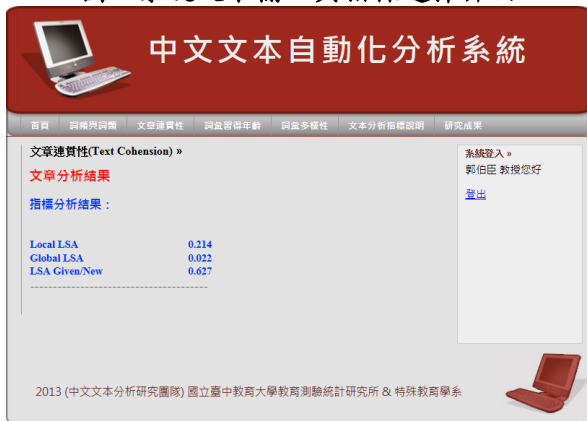 中文文本自動化分析系統
首頁 詞頻與詞類 文章連貫性 詞彙習得年齡 詞彙多樣性 文本分析指標說明 研究成果
文章連貫性(Text Cohension) »
文章分析結果
指標分析結果：
Local LSA 0.214
Global LSA 0.022
LSA Given/New 0.627
----------------------------------------
系統登入 »
郭伯臣 教授您好
登出
2013 (中文文本分析研究團隊) 國立臺中教育大學教育測驗統計研究所 & 特殊教育學系